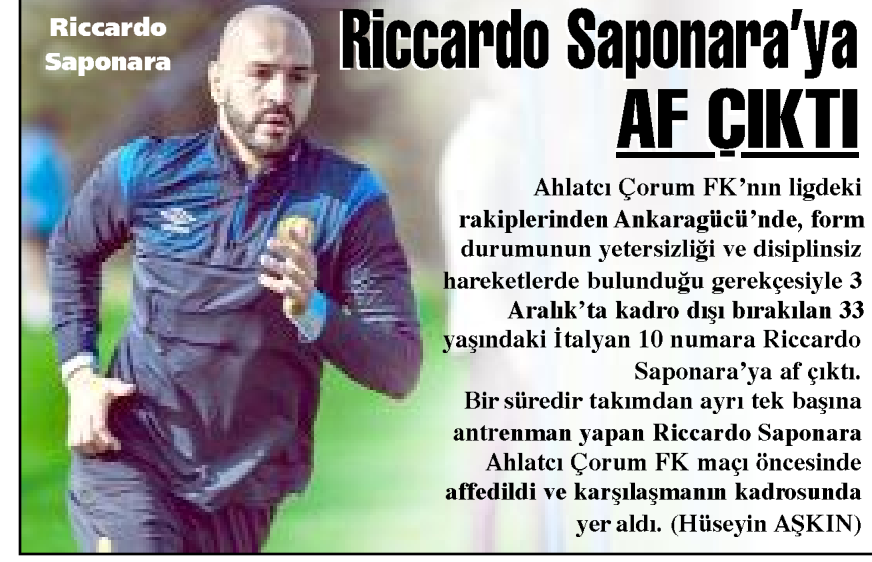 Riccardo
Saponara
Riccardo Saponara'ya
AF ÇIKTI
Ahlatcı Çorum FK'nın ligdeki
rakiplerinden Ankaragücü'nde, form
durumunun yetersizliği ve disiplinsiz
hareketlerde bulunduğu gerekçesiyle 3
Aralık'ta kadro dışı bırakılan 33
yaşındaki İtalyan 10 numara Riccardo
Saponara'ya af çıktı.
Bir süredir takımdan ayrı tek başına
antrenman yapan Riccardo Saponara
Ahlatcı Çorum FK maçı öncesinde
affedildi ve karşılaşmanın kadrosunda
yer aldı. (Hüseyin AŞKIN)